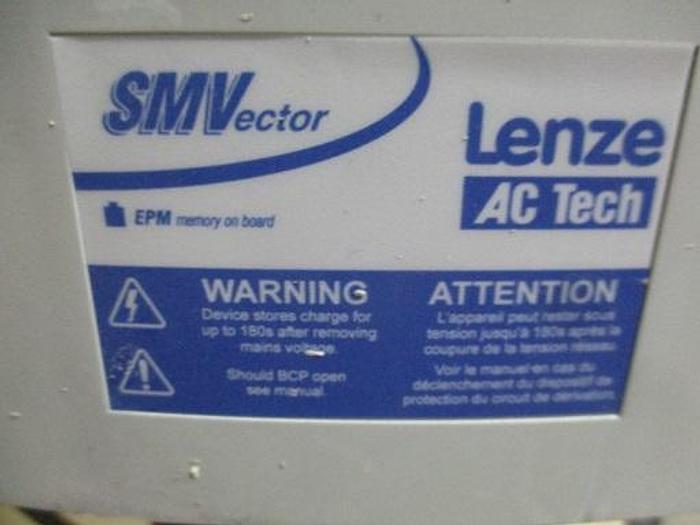 SMVector
Lenze
AC Tech
EPM memory on board
WARNING
Device stores charge for
up to 180s after removing
mains voltage.
Should BCP open
see manual.
ATTENTION
L'appareil peut rester sous
tension jusqu'à 180s après la
coupure de la tension réseau.
Voir le manuel en cas du
déclenchement du dispositif de
protection du circuit de dérivation.